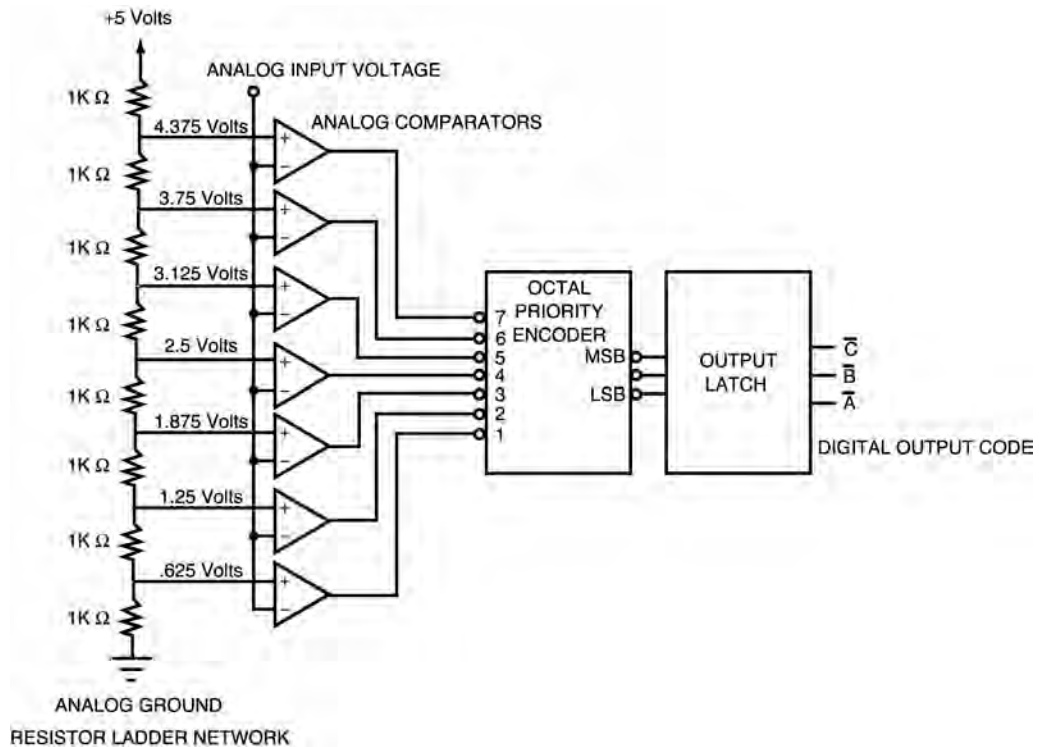 +5 Volts
ANALOG INPUT VOLTAGE
1K Ω
4.375 Volts
ANALOG COMPARATORS
+
−
1K Ω
3.75 Volts
+
−
1K Ω
3.125 Volts
+
−
1K Ω
2.5 Volts
+
−
1K Ω
1.875 Volts
+
−
1K Ω
1.25 Volts
+
−
1K Ω
.625 Volts
+
−
1K Ω
ANALOG GROUND
RESISTOR LADDER NETWORK
OCTAL
PRIORITY
ENCODER
7
6
5
4
3
2
1
MSB
LSB
OUTPUT
LATCH
C̅
B̅
A̅
DIGITAL OUTPUT CODE